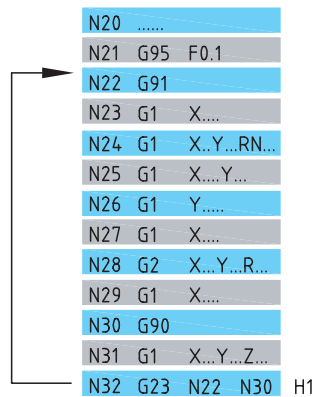 N20 ......
N21 G95 F0.1
N22 G91
N23 G1 X....
N24 G1 X..Y...RN...
N25 G1 X....Y...
N26 G1 Y.....
N27 G1 X....
N28 G2 X...Y...R...
N29 G1 X....
N30 G90
N31 G1 X...Y...Z...
N32 G23 N22 N30 H1